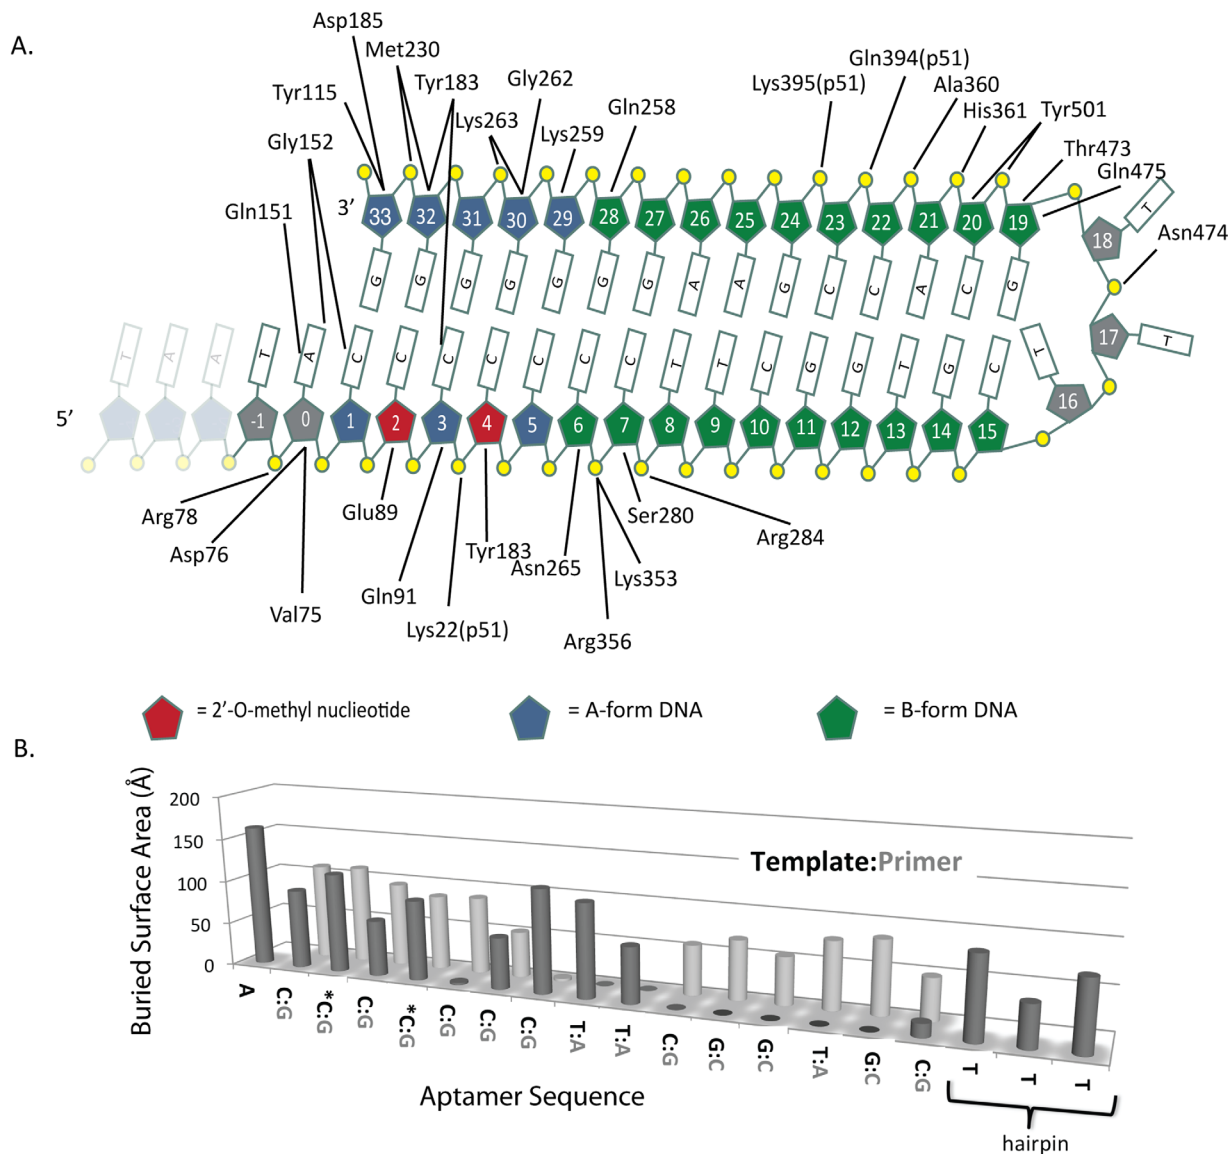 A.
Asp185
Met230
Tyr183
Gly262
Gln258
Lys395(p51)
Gln394(p51)
Ala360
His361
Tyr501
Thr473
Gln475
Asn474
Tyr115
Gly152
Lys263
Lys259
Gln151
3’
33 32 31 30 29 28 27 26 25 24 23 22 21 20 19 18
G G G G G G G A A G C C A C G T
17 T
T A A T A C C C C C C C T T C G G T G C T
5’
-1 0 1 2 3 4 5 6 7 8 9 10 11 12 13 14 15 16
Arg78
Asp76
Val75
Glu89
Gln91
Lys22(p51)
Tyr183
Asn265
Ser280
Lys353
Arg356
Arg284
= 2’-O-methyl nuclieotide
= A-form DNA
= B-form DNA
B.
Buried Surface Area (Å)
200
150
100
50
0
Template:Primer
A
C:G
*C:G
C:G
*C:G
C:G
C:G
C:G
T:A
T:A
C:G
G:C
G:C
T:A
G:C
C:G
T
T
T
Aptamer Sequence
hairpin